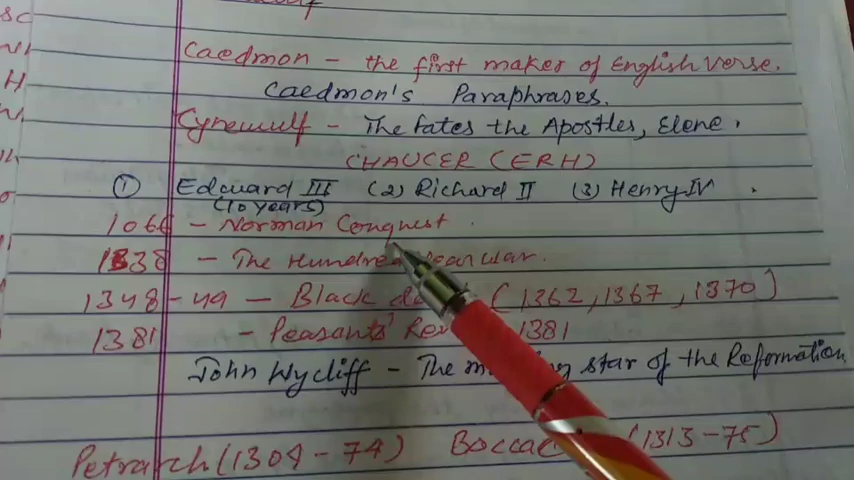 Caedmon - the first maker of English verse.
Caedmon's Paraphrases.
Cynewulf - The Fates the Apostles, Elene.
CHAUCER (ERH)
① Edward III (2) Richard II (3) Henry IV .
(10 years)
1066 - Norman Conquest
1338 - The Hundred year war.
1348-49 - Black (1362, 1367, 1370)
1381 - Peasants' 1381
John Wycliff - The star of the Reformation
Petrarch (1304-74) (1313-75)